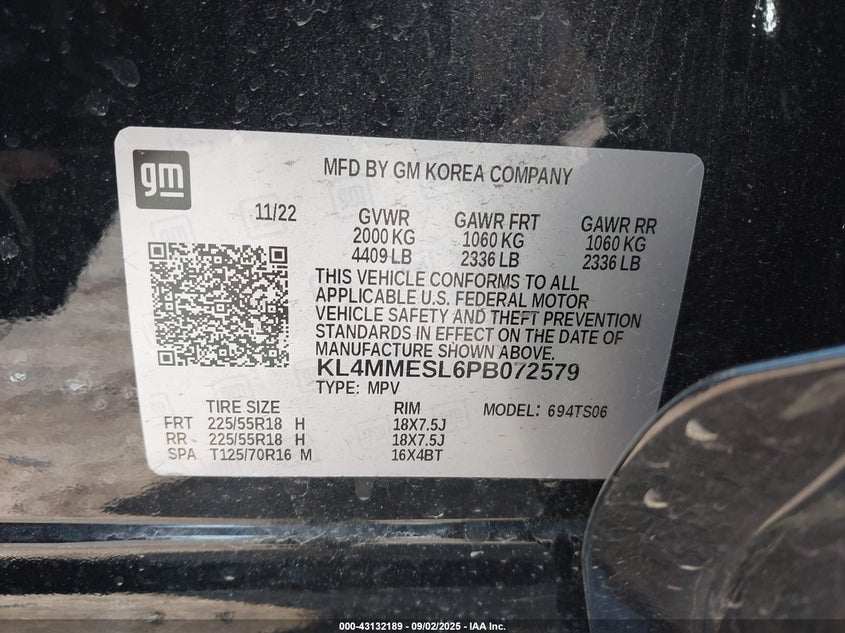 gm
MFD BY GM KOREA COMPANY
11/22 GVWR GAWR FRT GAWR RR
2000 KG 1060 KG 1060 KG
4409 LB 2336 LB 2336 LB
THIS VEHICLE CONFORMS TO ALL
APPLICABLE U.S. FEDERAL MOTOR
VEHICLE SAFETY AND THEFT PREVENTION
STANDARDS IN EFFECT ON THE DATE OF
MANUFACTURE SHOWN ABOVE.
KL4MMESL6PB072579
TYPE: MPV
TIRE SIZE RIM MODEL: 694TS06
FRT 225/55R18 H 18X7.5J
RR 225/55R18 H 18X7.5J
SPA T125/70R16 M 16X4BT
000-43132189 - 09/02/2025 - IAA Inc.